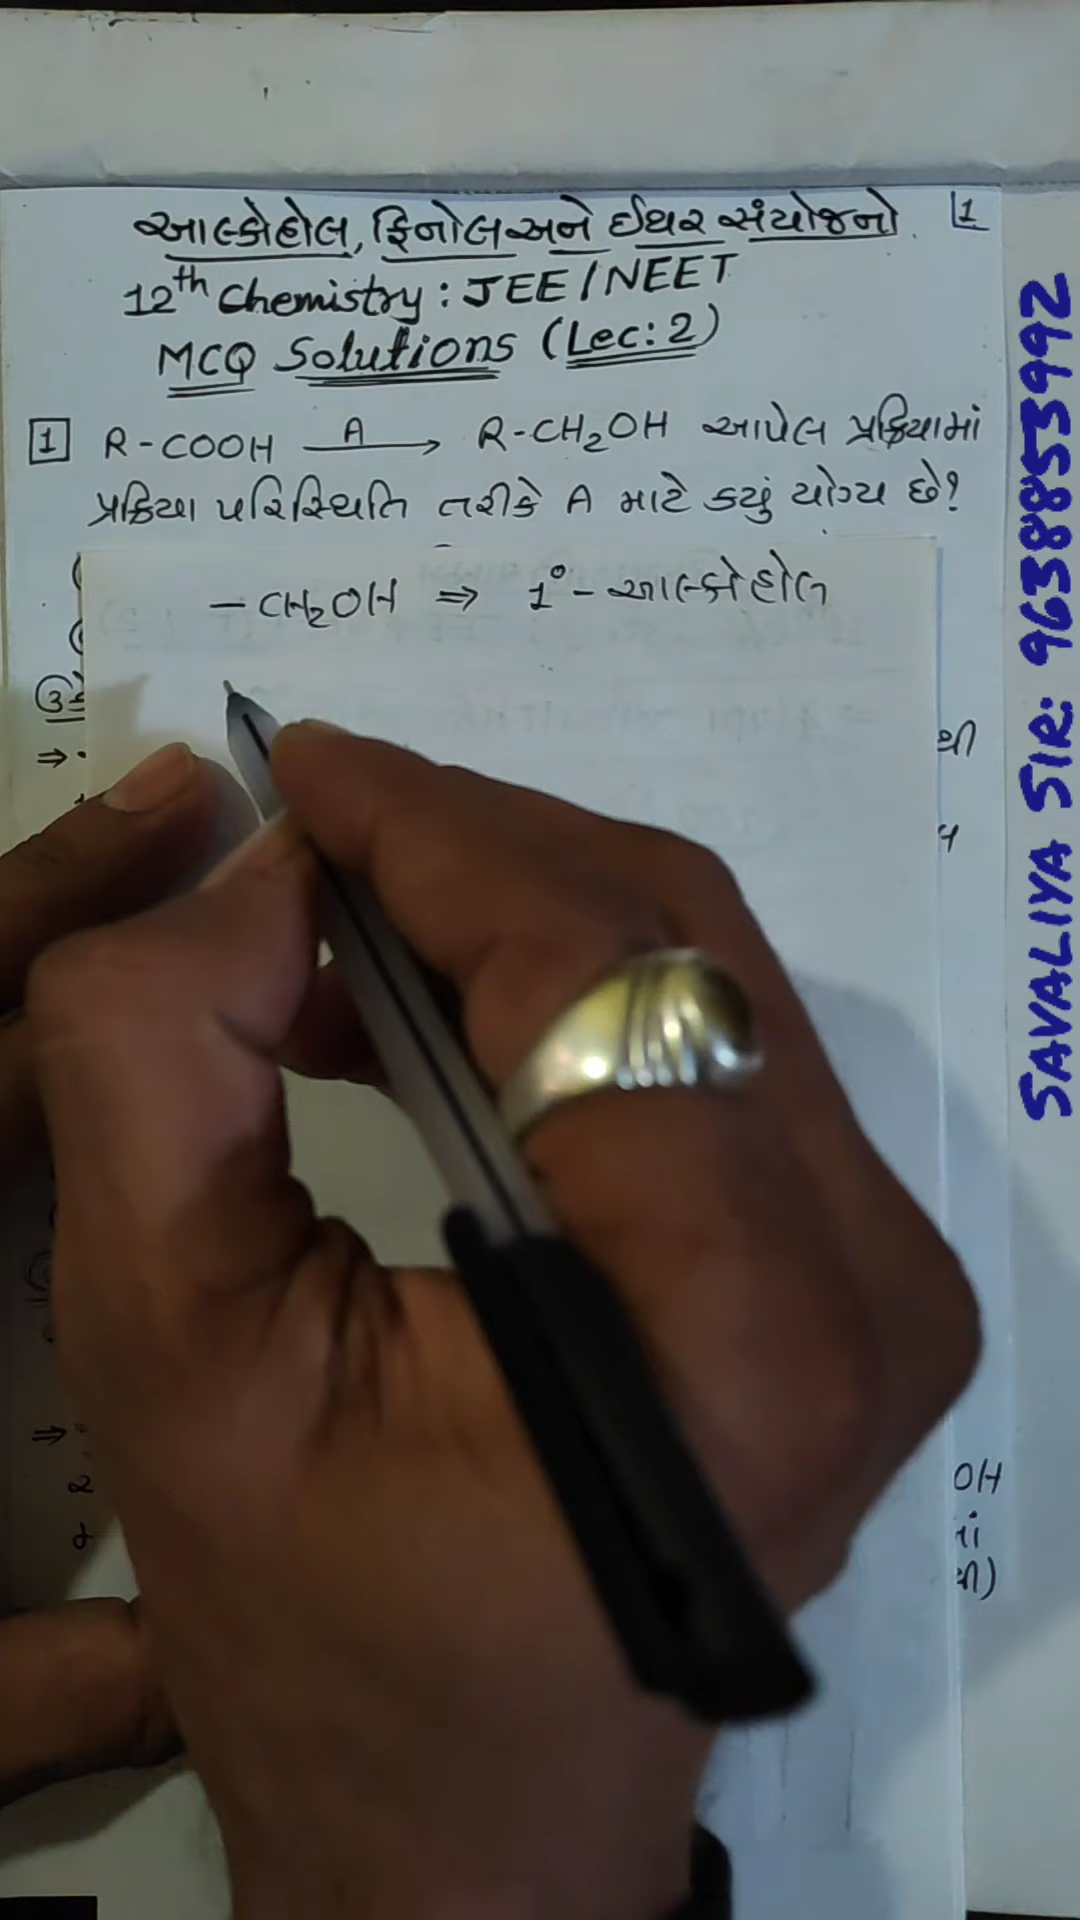 આલ્કોહોલ, ફિનોલ અને ઈથર સંયોજનો
1
12th Chemistry : JEE / NEET
MCQ Solutions (Lec: 2)
1 R-COOH A → R-CH2OH આપેલ પ્રક્રિયામાં
પ્રક્રિયા પરિસ્થિતિ તરીકે A માટે કયું યોગ્ય છે?
– CH2OH ⇒ 1°- આલ્કોહોલ
થી
⇒
⇒
OH
SAVALIYA SIR: 9638853992